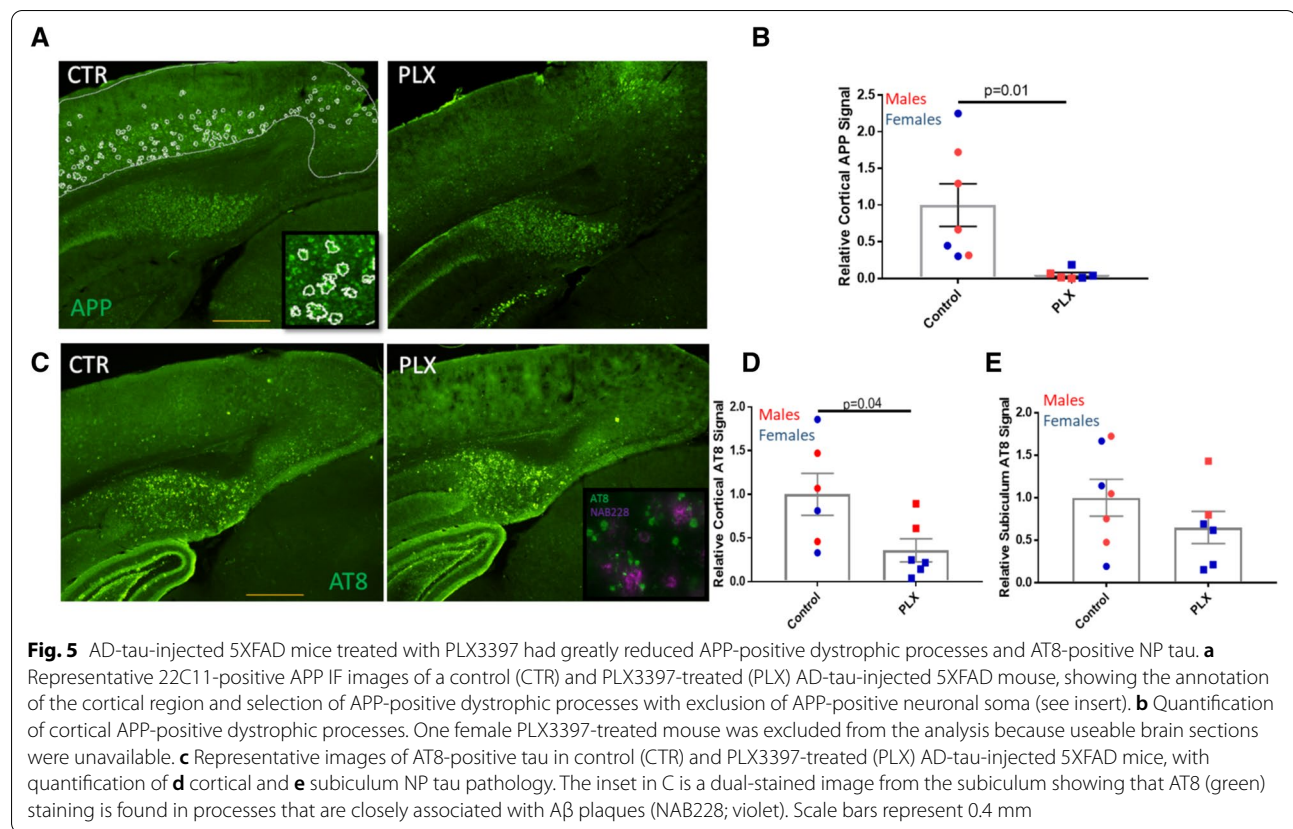 A
CTR
APP
PLX
B
Relative Cortical APP Signal
2.5
2.0
1.5
1.0
0.5
0.0
Males
Females
p=0.01
Control
PLX
C
CTR
AT8
PLX
AT8
NAB228
D
Relative Cortical AT8 Signal
2.0
1.5
1.0
0.5
0.0
Males
Females
p=0.04
Control
PLX
E
Relative Subiculum AT8 Signal
2.0
1.5
1.0
0.5
0.0
Males
Females
Control
PLX
Fig. 5 AD-tau-injected 5XFAD mice treated with PLX3397 had greatly reduced APP-positive dystrophic processes and AT8-positive NP tau. a
Representative 22C11-positive APP IF images of a control (CTR) and PLX3397-treated (PLX) AD-tau-injected 5XFAD mouse, showing the annotation
of the cortical region and selection of APP-positive dystrophic processes with exclusion of APP-positive neuronal soma (see insert). b Quantification
of cortical APP-positive dystrophic processes. One female PLX3397-treated mouse was excluded from the analysis because useable brain sections
were unavailable. c Representative images of AT8-positive tau in control (CTR) and PLX3397-treated (PLX) AD-tau-injected 5XFAD mice, with
quantification of d cortical and e subiculum NP tau pathology. The inset in C is a dual-stained image from the subiculum showing that AT8 (green)
staining is found in processes that are closely associated with Aβ plaques (NAB228; violet). Scale bars represent 0.4 mm